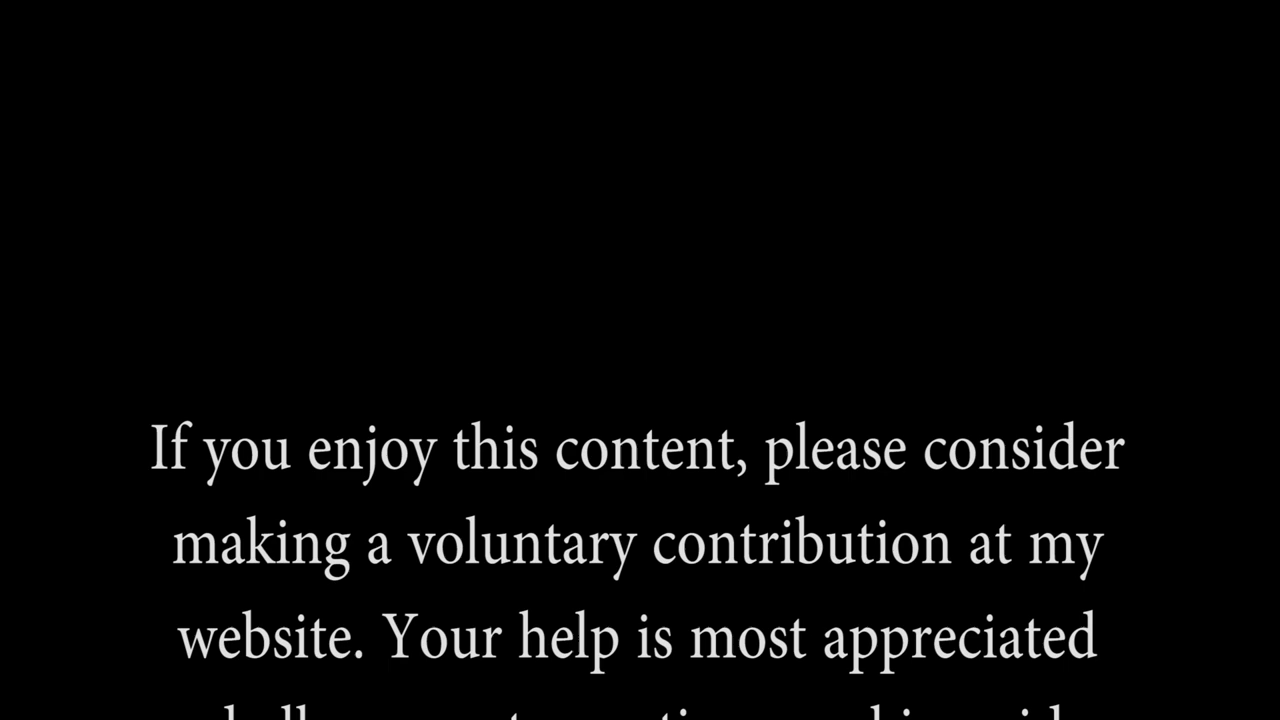 If you enjoy this content, please consider
making a voluntary contribution at my
website. Your help is most appreciated